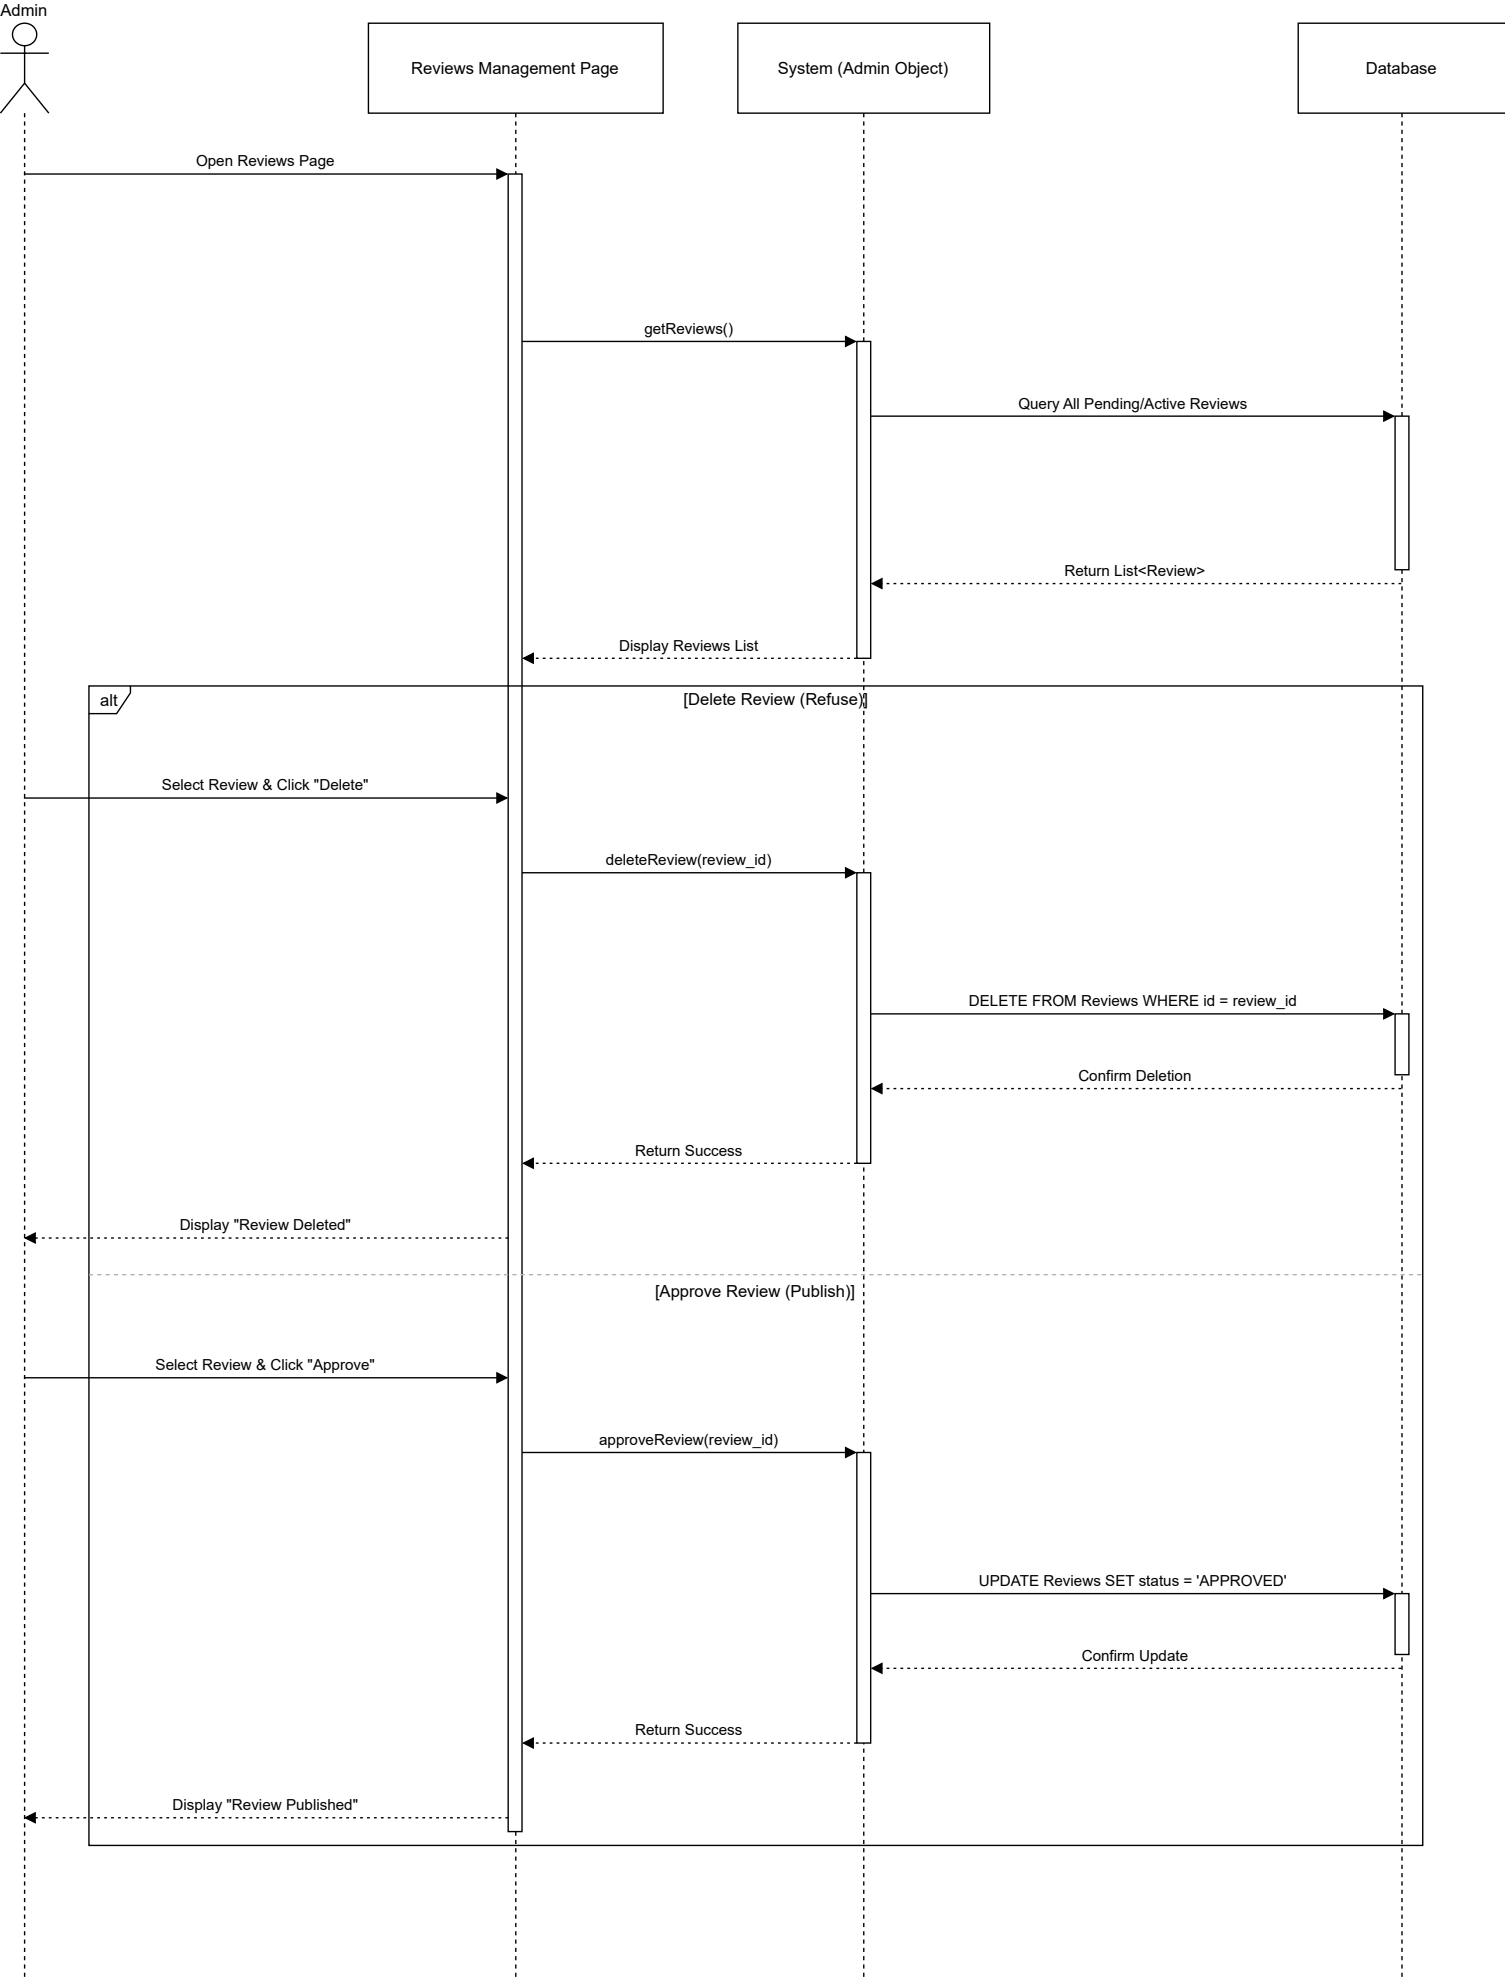 Admin
Reviews Management Page
System (Admin Object)
Database
Open Reviews Page
getReviews()
Query All Pending/Active Reviews
Return List<Review>
Display Reviews List
alt
[Delete Review (Refuse)]
Select Review & Click "Delete"
deleteReview(review_id)
DELETE FROM Reviews WHERE id = review_id
Confirm Deletion
Return Success
Display "Review Deleted"
[Approve Review (Publish)]
Select Review & Click "Approve"
approveReview(review_id)
UPDATE Reviews SET status = 'APPROVED'
Confirm Update
Return Success
Display "Review Published"